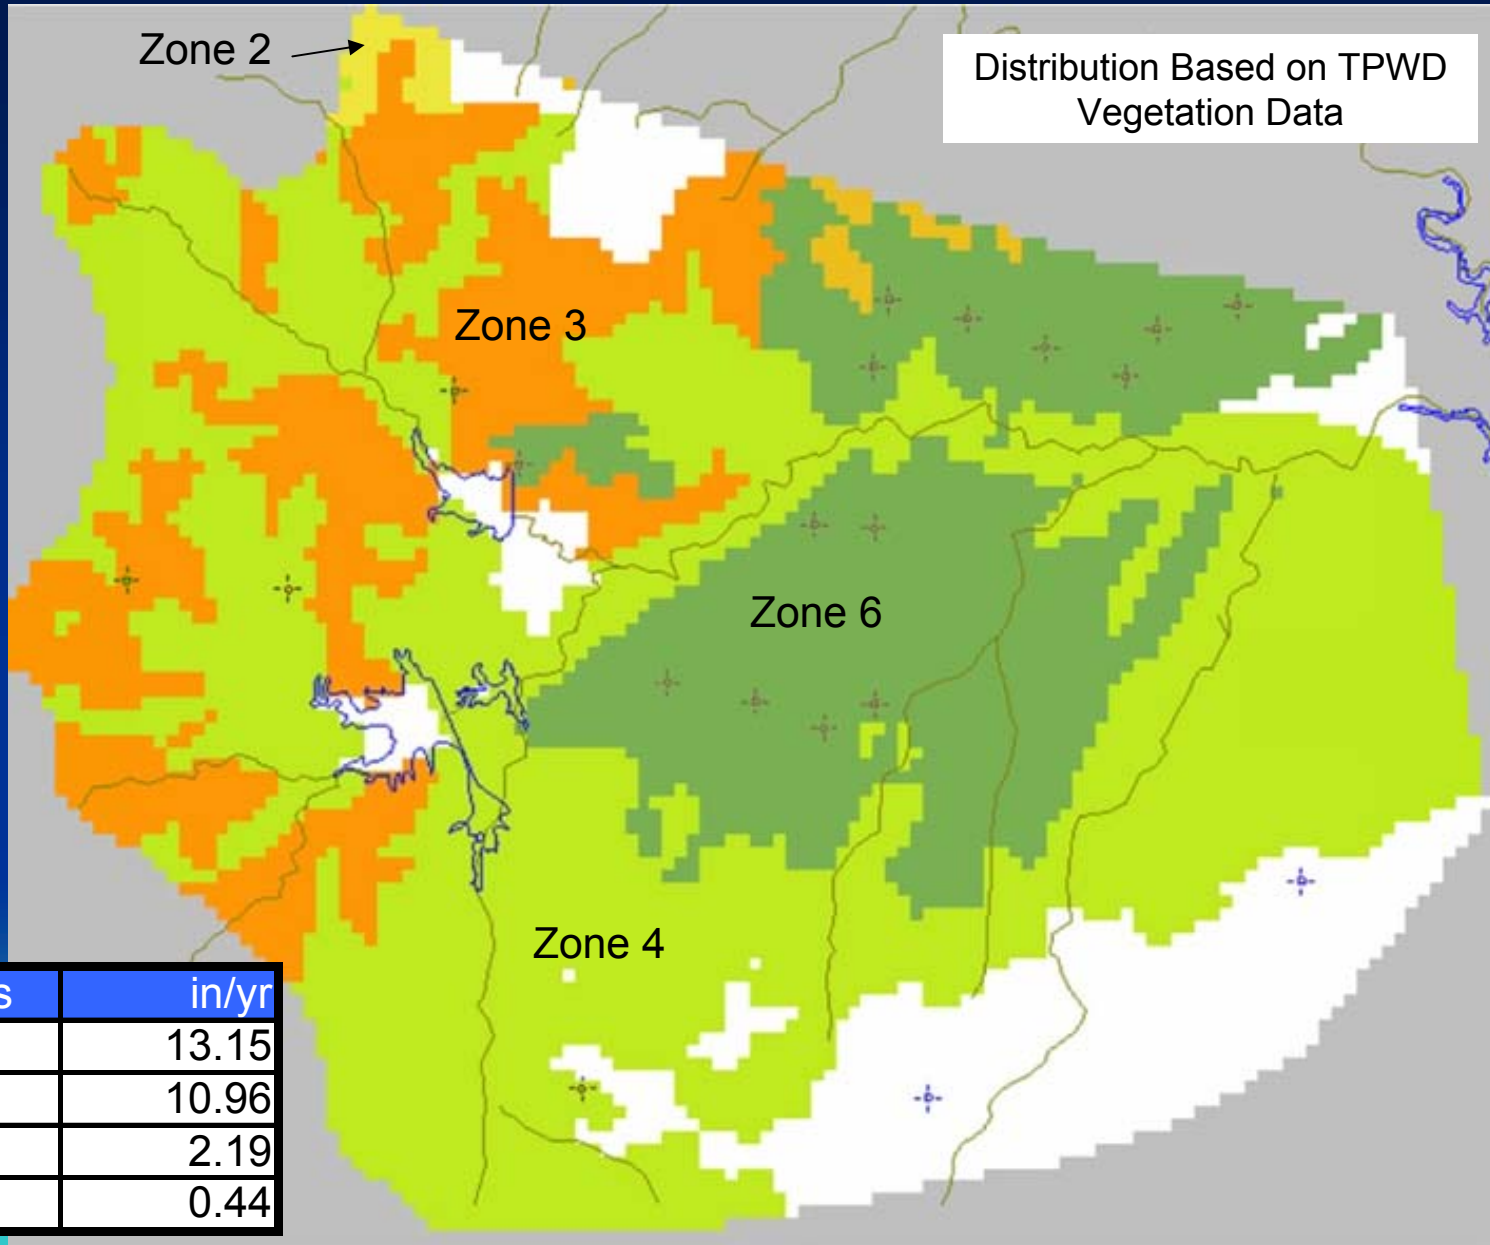 Zone 2
Distribution Based on TPWD
Vegetation Data
Zone 3
Zone 6
Zone 4
s in/yr
13.15
10.96
2.19
0.44